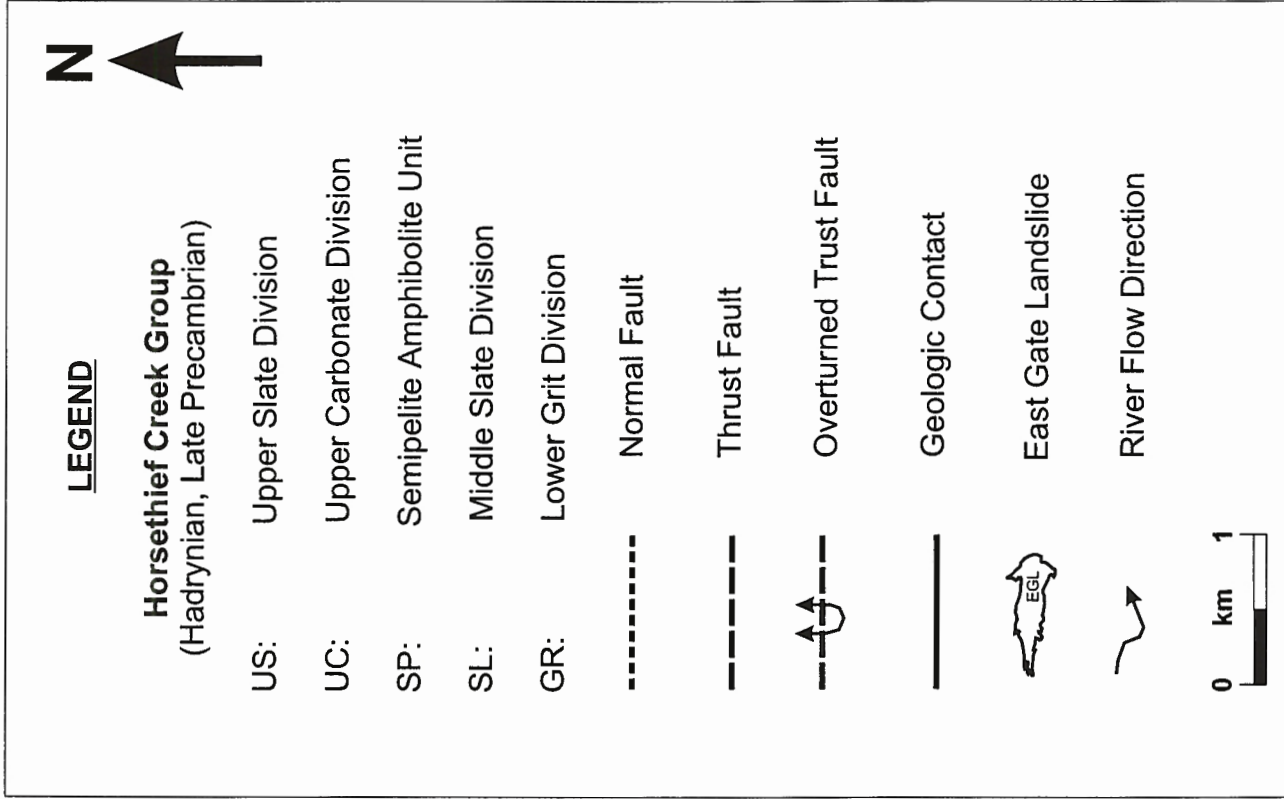 LEGEND
N
Horsethief Creek Group
(Hadrynian, Late Precambrian)
US: Upper Slate Division
UC: Upper Carbonate Division
SP: Semipelite Amphibolite Unit
SL: Middle Slate Division
GR: Lower Grit Division
Normal Fault
Thrust Fault
Overturned Trust Fault
Geologic Contact
EGL East Gate Landslide
River Flow Direction
0 km 1